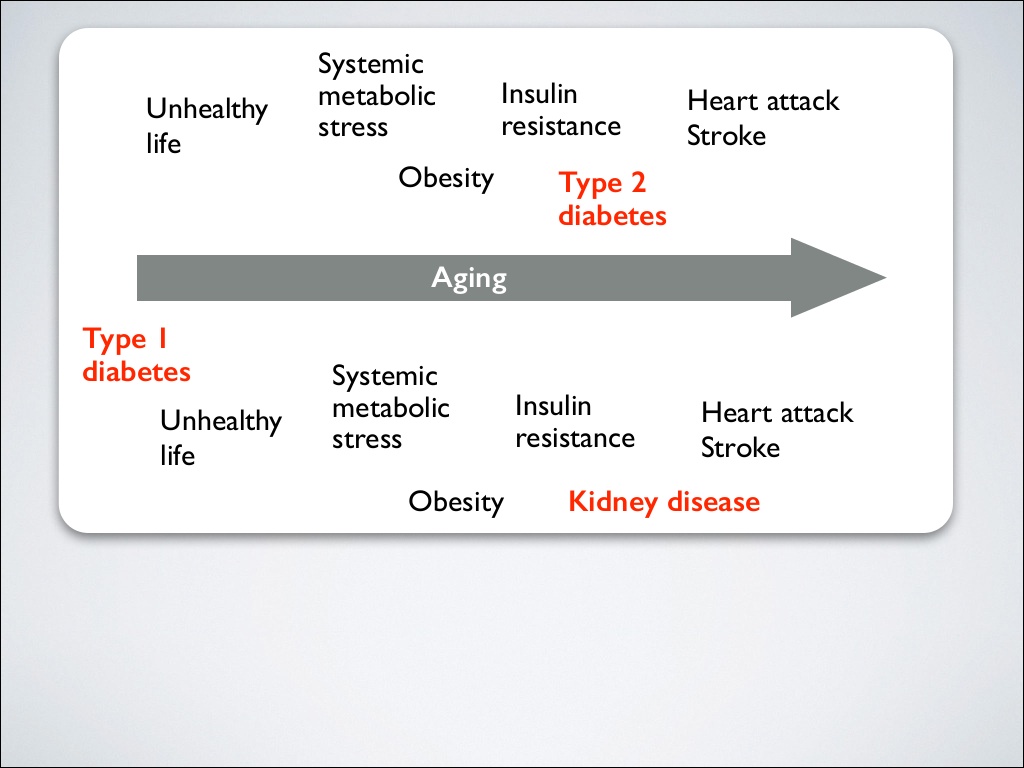 Unhealthy
life
Systemic
metabolic
stress
Insulin
resistance
Heart attack
Stroke
Obesity
Type 2
diabetes
Aging
Type 1
diabetes
Unhealthy
life
Systemic
metabolic
stress
Insulin
resistance
Heart attack
Stroke
Obesity
Kidney disease